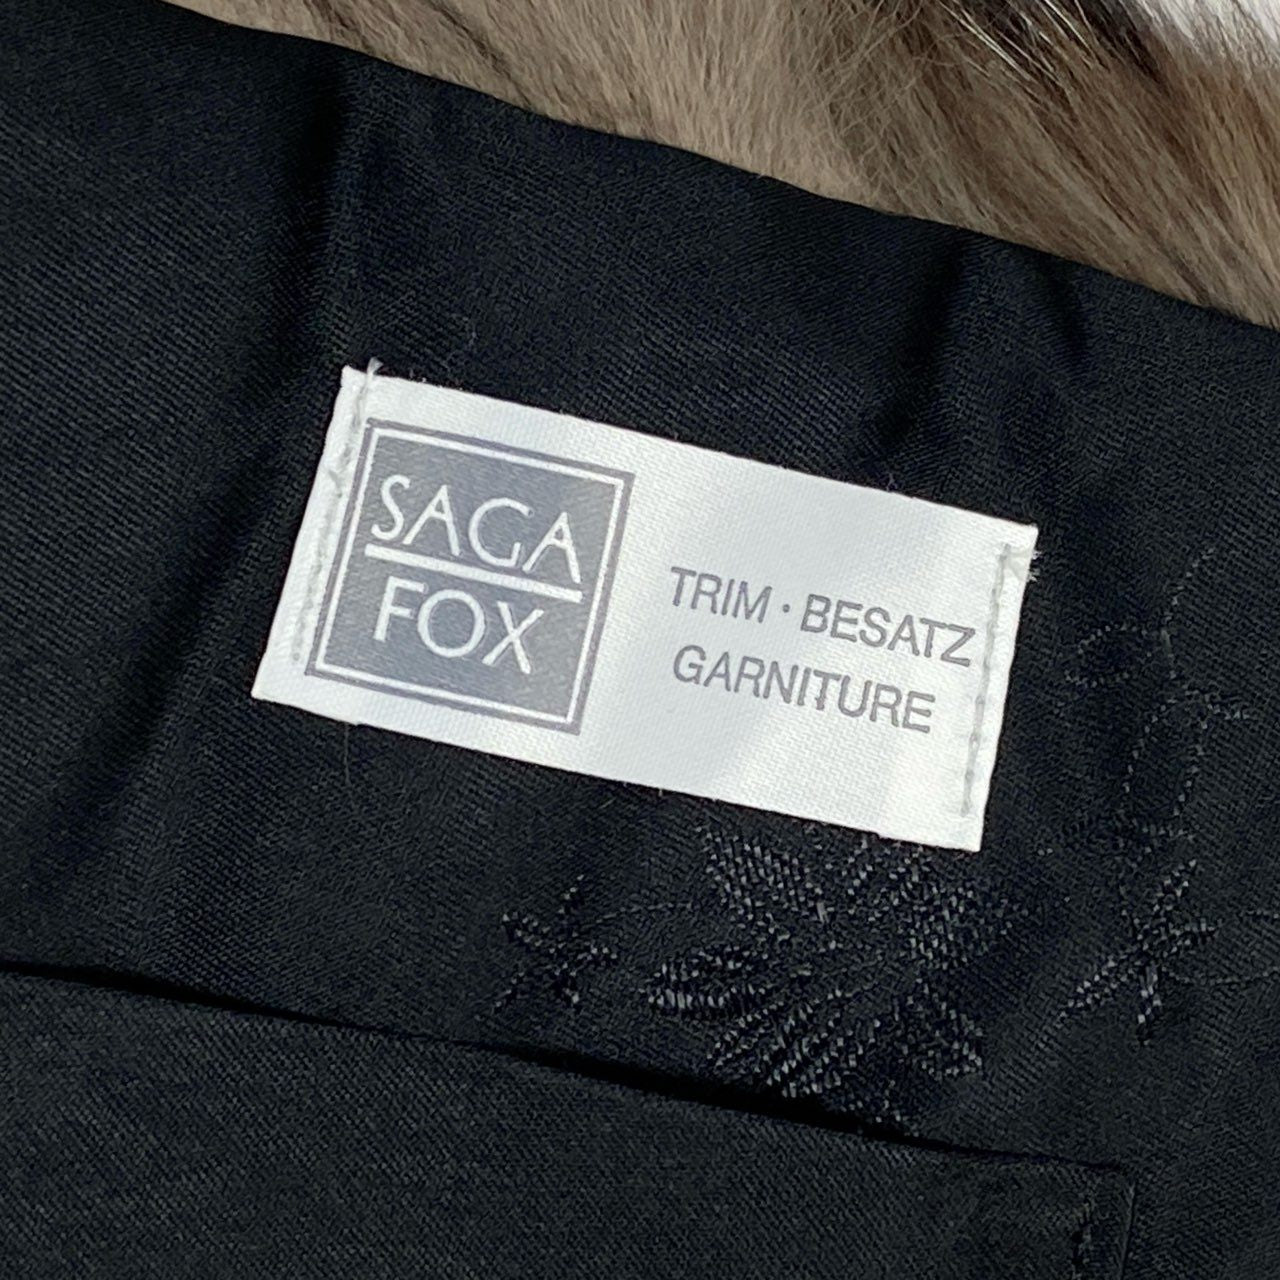 SAGA
FOX
TRIM · BESATZ
GARNITURE